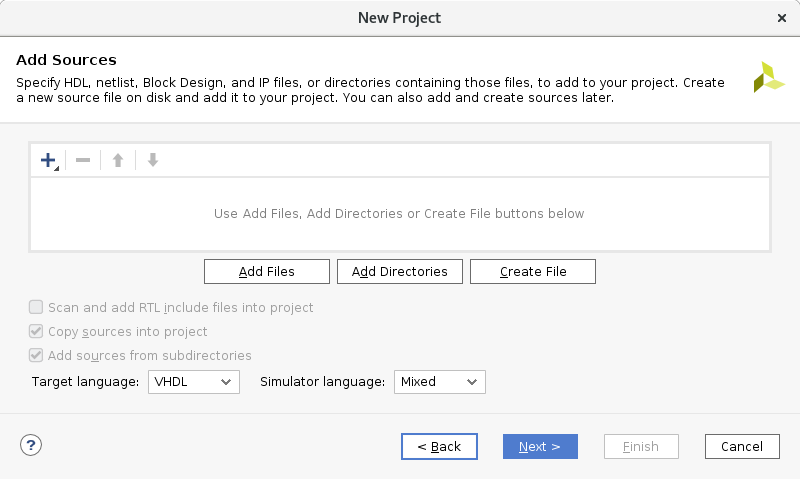 New Project
Add Sources
Specify HDL, netlist, Block Design, and IP files, or directories containing those files, to add to your project. Create
a new source file on disk and add it to your project. You can also add and create sources later.
Use Add Files, Add Directories or Create File buttons below
Add Files Add Directories Create File
Scan and add RTL include files into project
Copy sources into project
Add sources from subdirectories
Target language: VHDL Simulator language: Mixed
? < Back Next > Finish Cancel